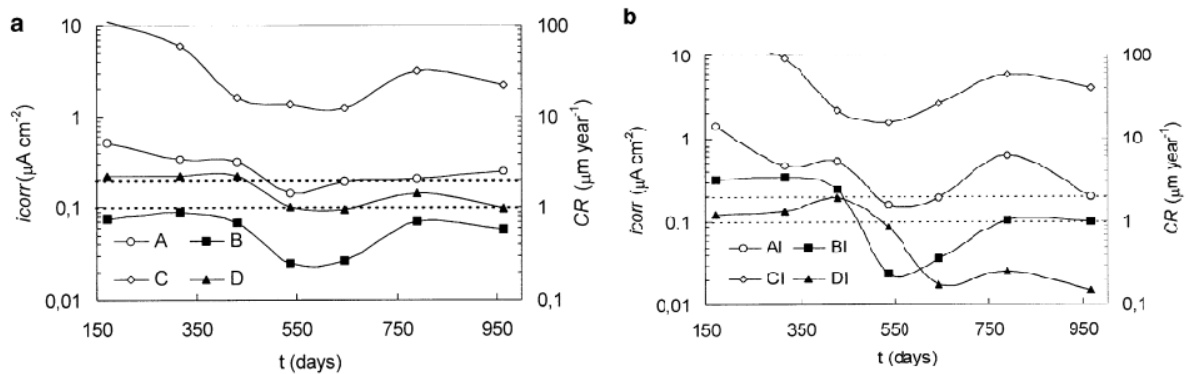 a
10
1
0,1
0,01
icorr(μA cm-2)
100
10
1
0,1
CR (μm year-1)
A
B
C
D
150
350
550
750
950
t (days)
b
10
1
0.1
0,01
icorr (μA cm-2)
100
10
1
0,1
CR (μm year-1)
AI
BI
CI
DI
150
350
550
750
950
t (days)